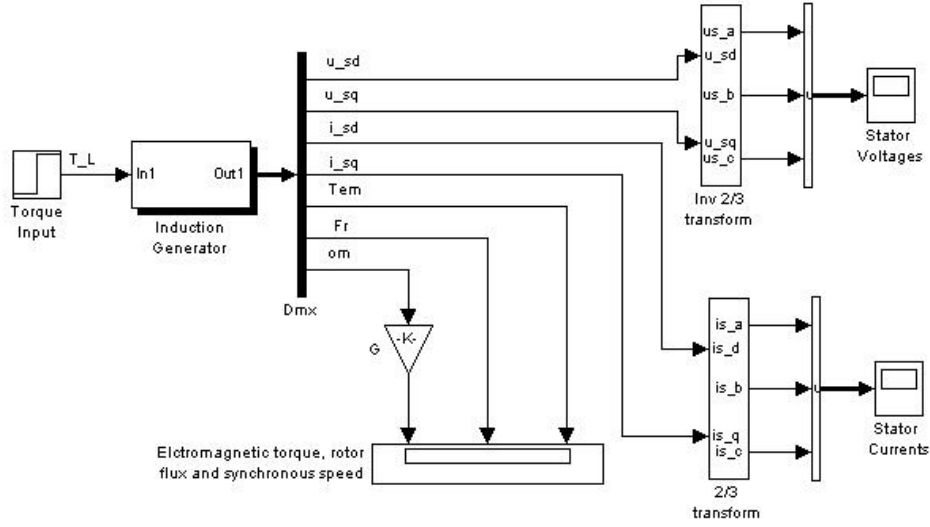 T_L
Torque
Input
In1
Out1
Induction
Generator
u_sd
u_sq
i_sd
i_sq
Tem
Fr
om
Dmx
G
-K-
Elctromagnetic torque, rotor
flux and synchronous speed
us_a
u_sd
us_b
u_sq
us_c
Inv 2/3
transform
Stator
Voltages
is_a
is_d
is_b
is_q
is_c
2/3
transform
Stator
Currents